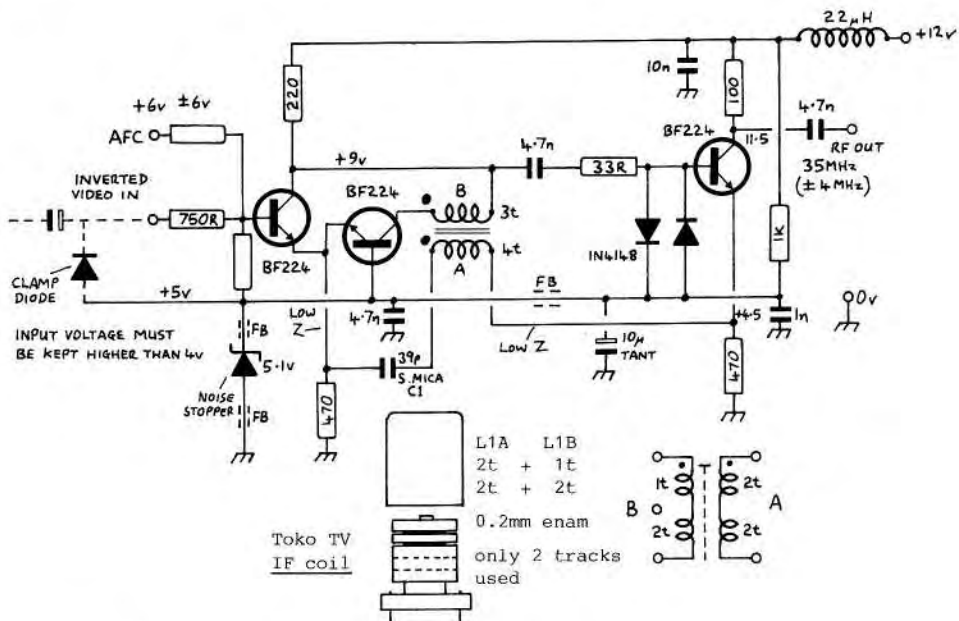 22μH
+12v
10n
220
100
+6v ±6v
AFC
4.7n
BF224
11.5
RF OUT
35MHz
(±4MHz)
+9v
4.7n
33R
INVERTED
VIDEO IN
BF224
B
3t
4t
A
750R
BF224
1N4148
1K
CLAMP
DIODE
+5v
FB
0v
INPUT VOLTAGE MUST
BE KEPT HIGHER THAN 4v
FB
LOW
Z
4.7n
LOW Z
+4.5
1n
5.1v
39p
S.MICA
C1
10μ
TANT
NOISE
STOPPER
FB
470
470
L1A L1B
2t + 1t
2t + 2t
0.2mm enam
Toko TV
IF coil
only 2 tracks
used
1t
2t
B
A
2t
2t